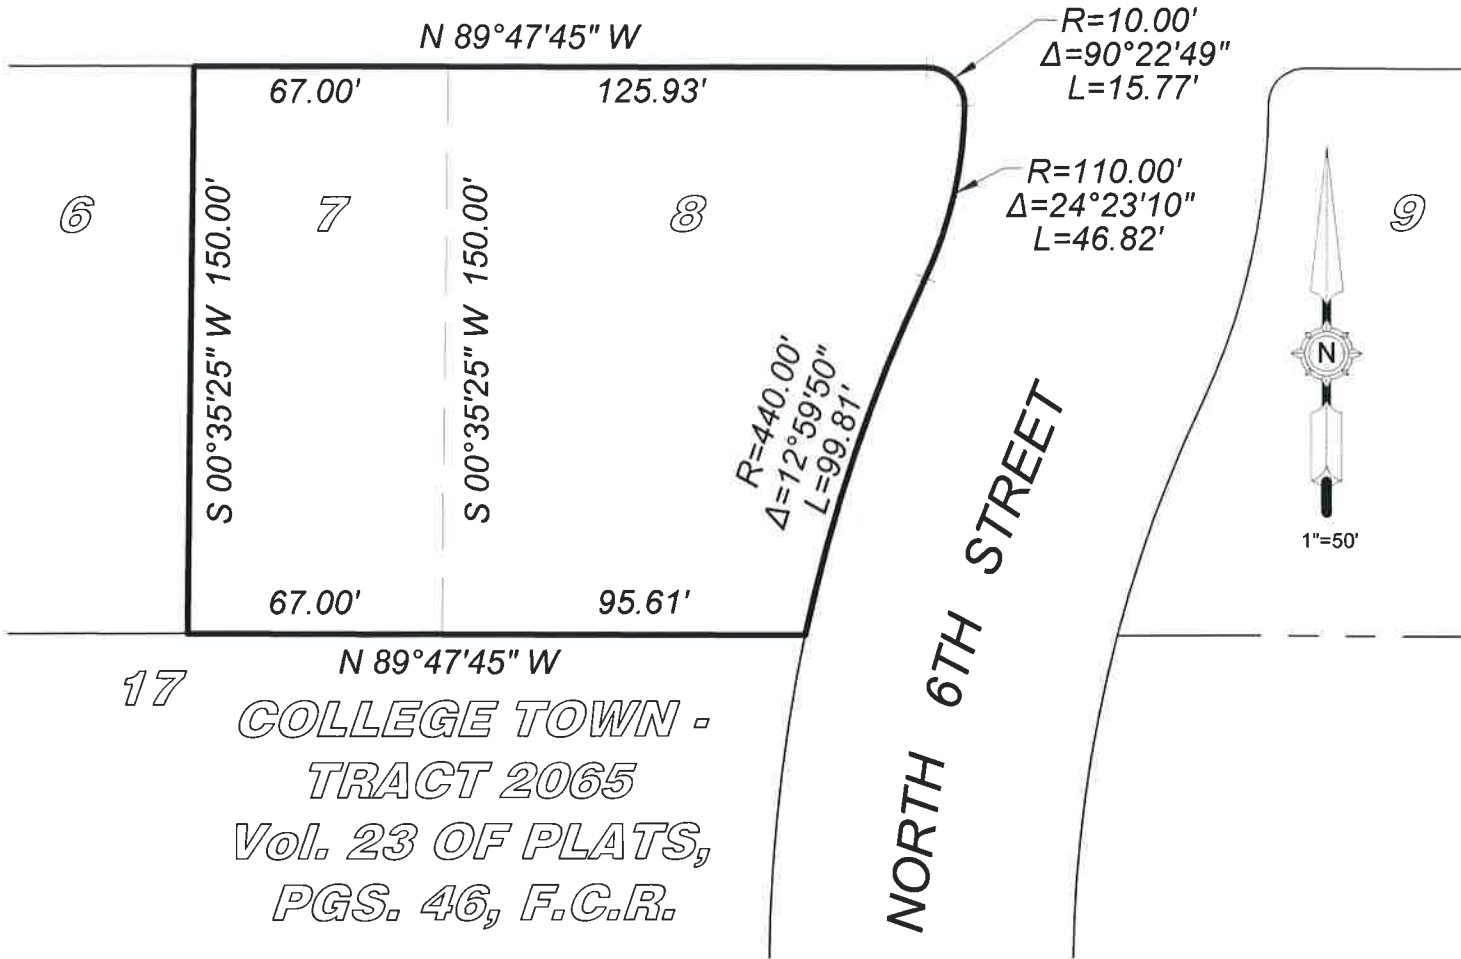 N 89°47'45" W
67.00'
125.93'
R=10.00'
Δ=90°22'49"
L=15.77'
R=110.00'
Δ=24°23'10"
L=46.82'
6
7
8
9
S 00°35'25" W 150.00'
S 00°35'25" W 150.00'
R=440.00'
Δ=12°59'50"
L=99.81'
N
1"=50'
67.00'
95.61'
N 89°47'45" W
NORTH 6TH STREET
17
COLLEGE TOWN -
TRACT 2065
Vol. 23 OF PLATS,
PGS. 46, F.C.R.